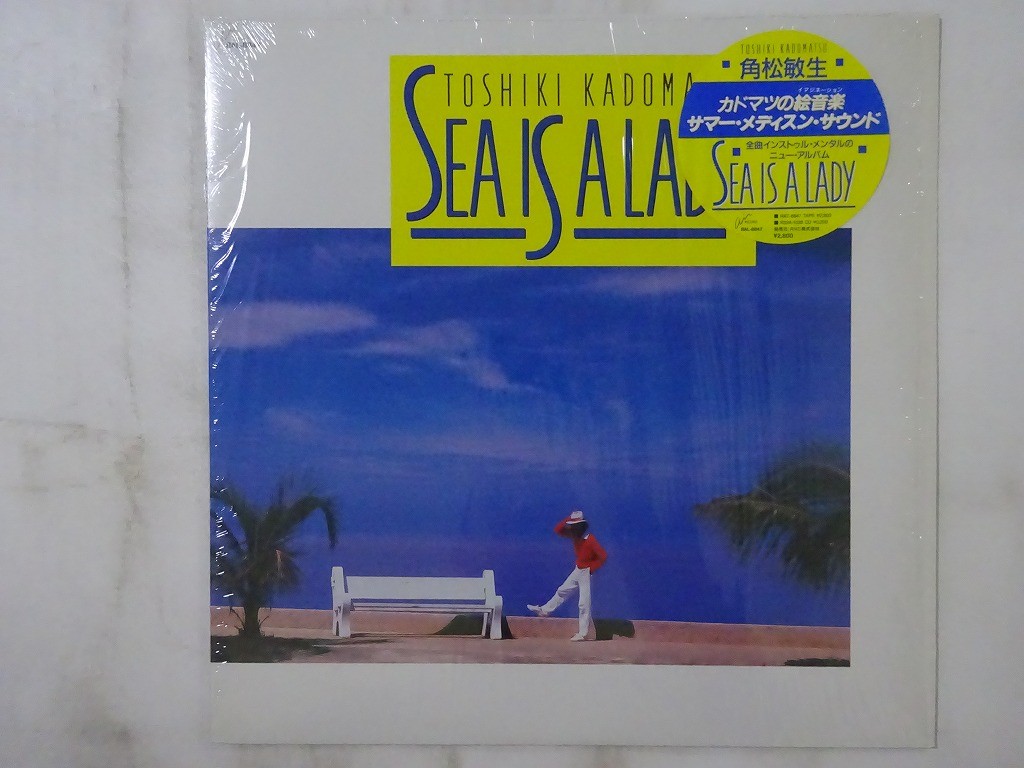 TOSHIKI KADOMA
SEA IS A LAD
TOSHIKI KADOMATSU
角松敏生
イマジネーション
カドマツの絵音楽
サマー・メディスン・サウンド
全曲インストゥル・メンタルの
ニュー・アルバム
SEA IS A LADY
¥2,800